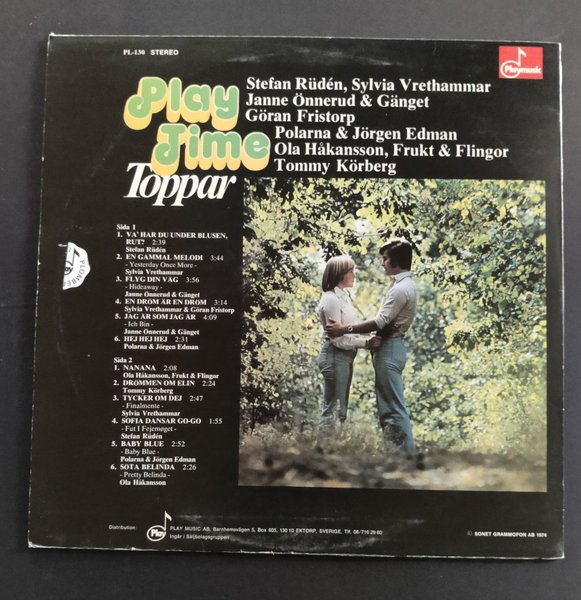 PL-130 STEREO
Playmusic
Play
Time
Toppar
Stefan Rüdén, Sylvia Vrethammar
Janne Önnerud & Gänget
Göran Fristorp
Polarna & Jörgen Edman
Ola Håkansson, Frukt & Flingor
Tommy Körberg
Sida 1
1. VA' HAR DU UNDER BLUSEN,
RUT? 2:39
Stefan Rüdén
2. EN GAMMAL MELODI 3:44
- Yesterday Once More -
Sylvia Vrethammar
3. FLYG DIN VÄG 3:56
- Hideaway -
Janne Önnerud & Gänget
4. EN DRÖM ÄR EN DRÖM 3:14
Sylvia Vrethammar & Göran Fristorp
5. JAG ÄR SOM JAG ÄR 4:09
- Ich Bin -
Janne Önnerud & Gänget
6. HEJ HEJ HEJ 2:31
Polarna & Jörgen Edman
Sida 2
1. NANANA 2:08
Ola Håkansson, Frukt & Flingor
2. DRÖMMEN OM ELIN 2:24
Tommy Körberg
3. TYCKER OM DEJ 2:47
- Finalmente -
Sylvia Vrethammar
4. SOFIA DANSAR GO-GO 1:55
- Fut I Fejemøget -
Stefan Rüdén
5. BABY BLUE 2:52
- Baby Blue -
Polarna & Jörgen Edman
6. SÖTA BELINDA 2:26
- Pretty Belinda -
Ola Håkansson
Distribution:
Play
PLAY MUSIC AB, Barnhemsvägen 5, Box 605, 130 10 EKTORP, SVERIGE, Tlf. 08/716 29 60
Ingår i Säljbolagsgruppen
© SONET GRAMMOFON AB 1974